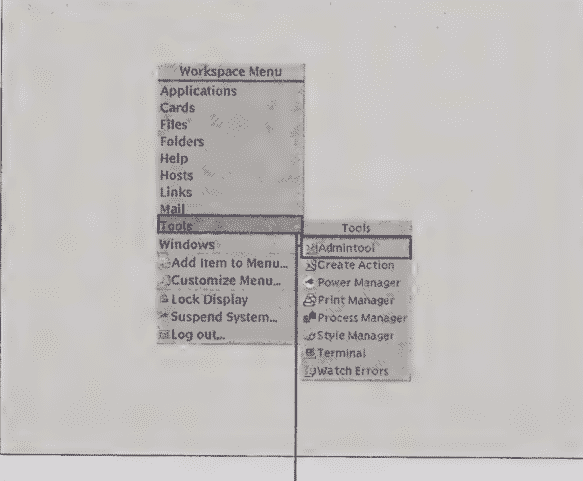 Workspace Menu
Applications
Cards
Files
Folders
Help
Hosts
Links
Mail
Tools
Windows
Add Item to Menu...
Customize Menu...
Lock Display
Suspend System...
Log out...
Tools
Admintool
Create Action
Power Manager
Print Manager
Process Manager
Style Manager
Terminal
Watch Errors